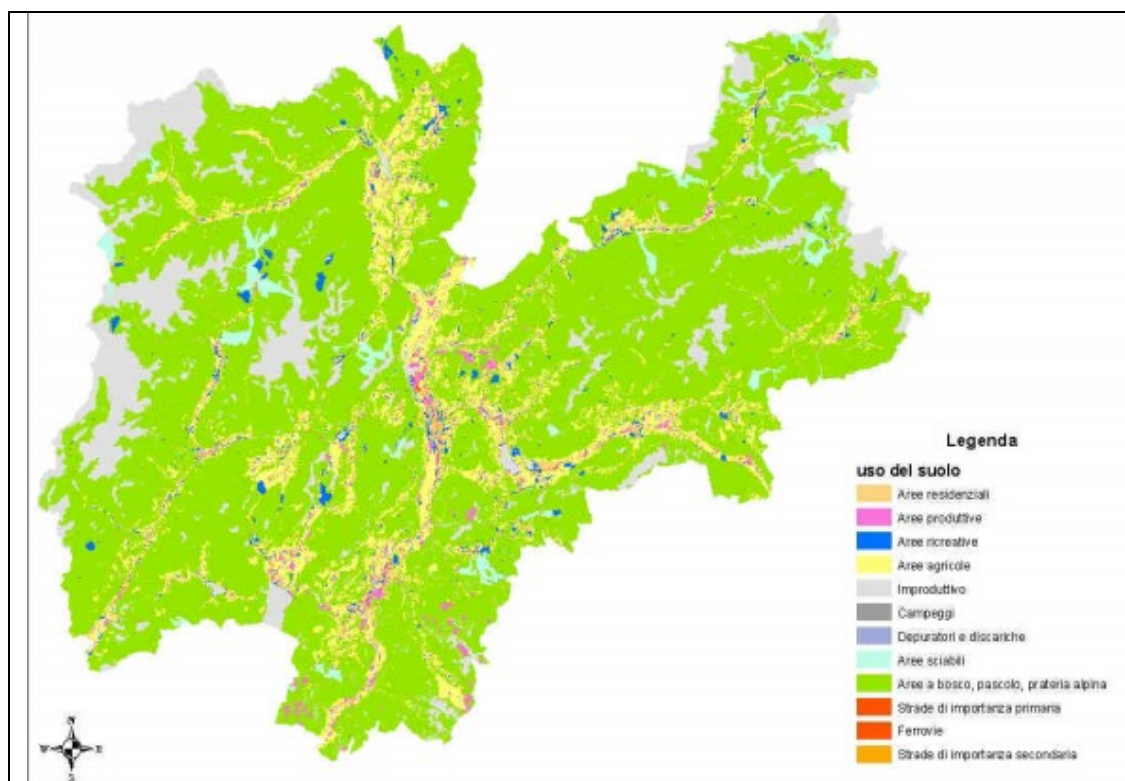 Legenda
uso del suolo
Aree residenziali
Aree produttive
Aree ricreative
Aree agricole
Improduttivo
Campeggi
Depuratori e discariche
Aree sciabili
Aree a bosco, pascolo, prateria alpina
Strade di importanza primaria
Ferrovie
Strade di importanza secondaria
N
W E
S